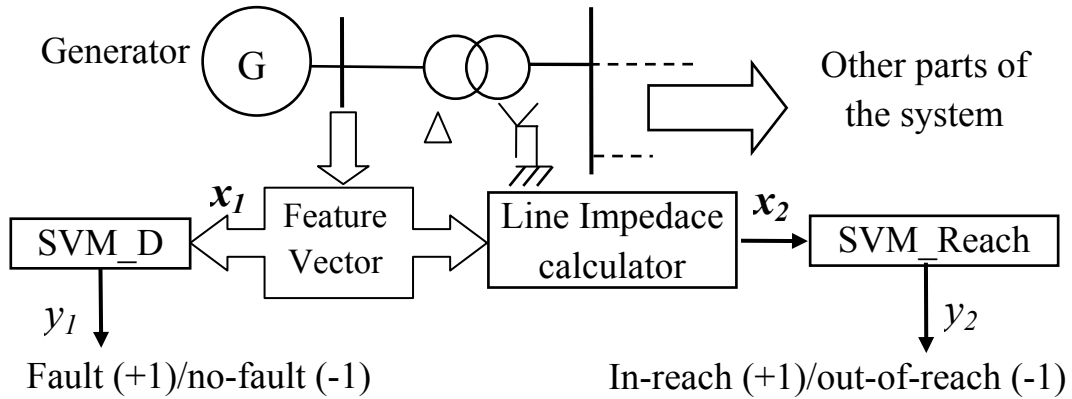 Generator
G
Other parts of
the system
x1
Feature
Vector
Line Impedace
calculator
x2
SVM_D
SVM_Reach
y1
y2
Fault (+1)/no-fault (-1)
In-reach (+1)/out-of-reach (-1)